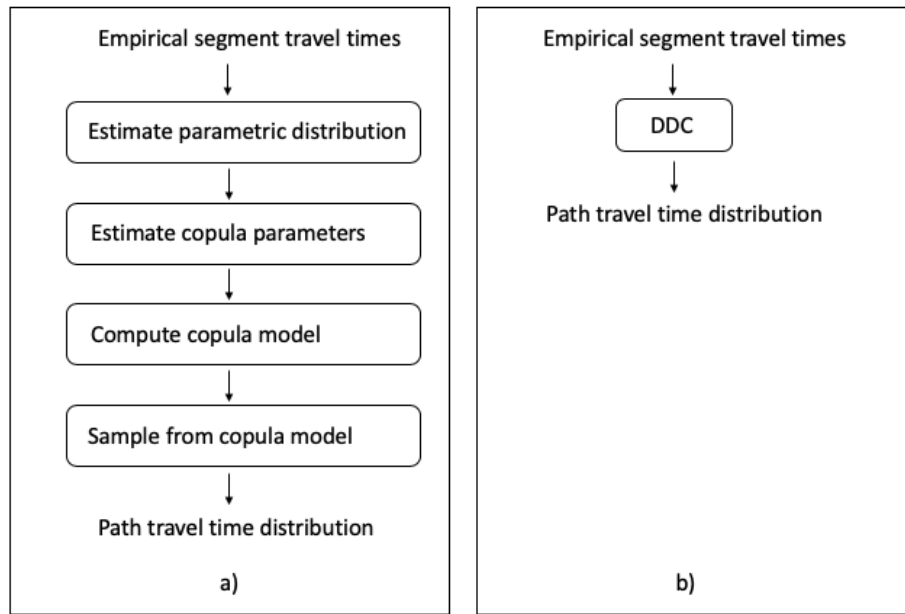 Empirical segment travel times
Estimate parametric distribution
Estimate copula parameters
Compute copula model
Sample from copula model
Path travel time distribution
a)
Empirical segment travel times
DDC
Path travel time distribution
b)